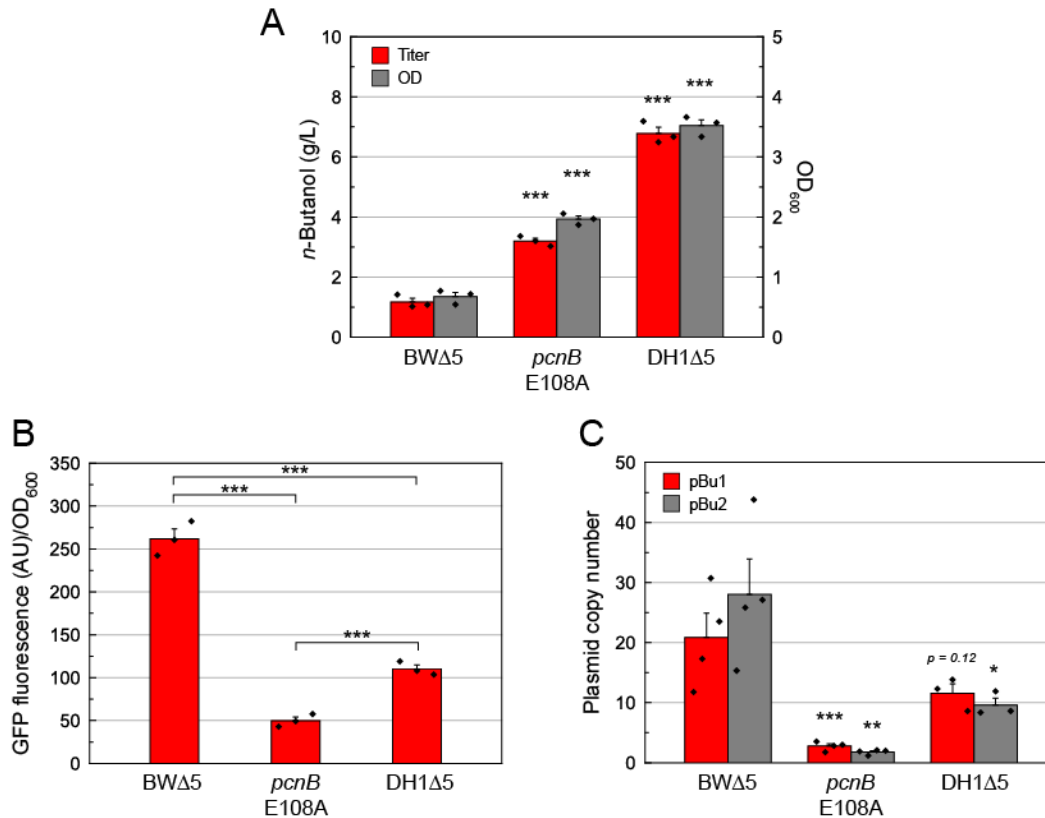 A
Titer
OD
10
8
6
4
2
0
n-Butanol (g/L)
5
4
3
2
1
0
OD600
***
***
***
***
BWΔ5
pcnB
E108A
DH1Δ5
B
350
300
250
200
150
100
50
0
GFP fluorescence (AU)/OD600
***
***
***
BWΔ5
pcnB
E108A
DH1Δ5
C
pBu1
pBu2
50
40
30
20
10
0
Plasmid copy number
***
**
p = 0.12
*
BWΔ5
pcnB
E108A
DH1Δ5